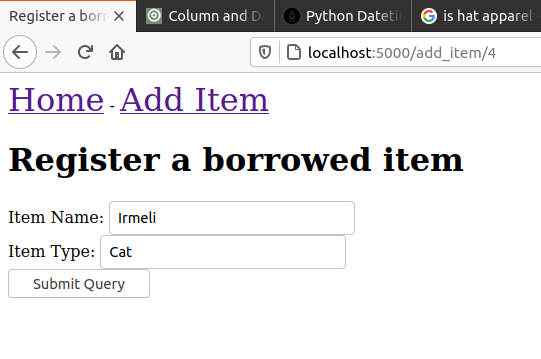 Register a borr
Column and Da
Python Dateti
is hat apparel
localhost:5000/add_item/4
Home - Add Item
Register a borrowed item
Item Name: Irmeli
Item Type: Cat
Submit Query